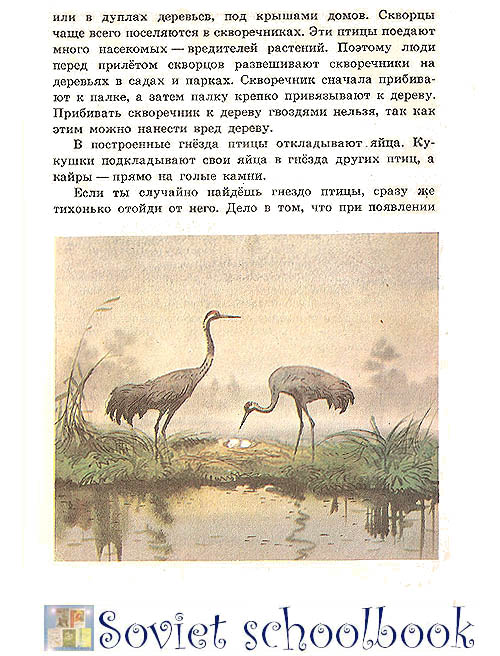 или в дуплах деревьев, под крышами домов. Скворцы
чаще всего поселяются в скворечниках. Эти птицы поедают
много насекомых — вредителей растений. Поэтому люди
перед прилётом скворцов развешивают скворечники на
деревьях в садах и парках. Скворечник сначала прибива-
ют к палке, а затем палку крепко привязывают к дереву.
Прибивать скворечник к дереву гвоздями нельзя, так как
этим можно нанести вред дереву.
В построенные гнёзда птицы откладывают яйца. Ку-
кушки подкладывают свои яйца в гнёзда других птиц, а
кайры — прямо на голые камни.
Если ты случайно найдёшь гнездо птицы, сразу же
тихонько отойди от него. Дело в том, что при появлении
Soviet schoolbook